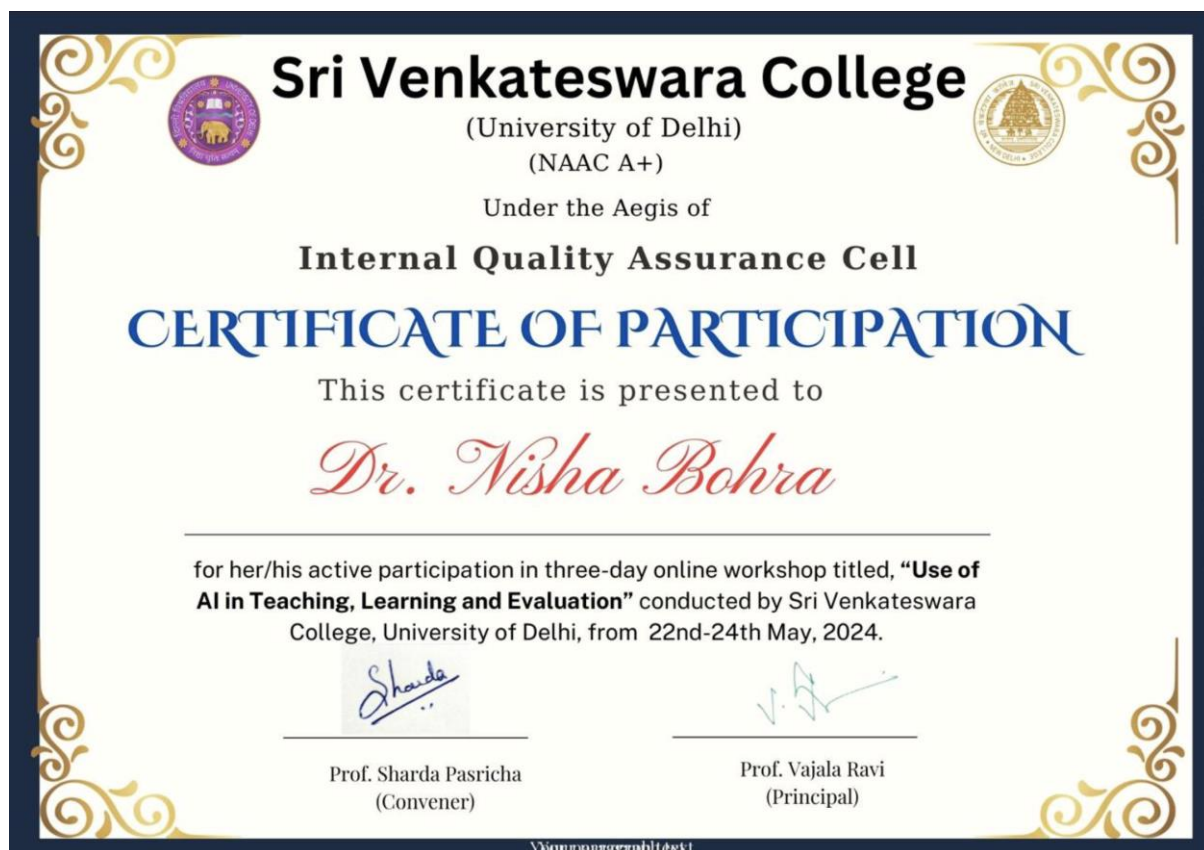 Sri Venkateswara College
(University of Delhi)
(NAAC A+)
Under the Aegis of
Internal Quality Assurance Cell
CERTIFICATE OF PARTICIPATION
This certificate is presented to
Dr. Nisha Bohra
for her/his active participation in three-day online workshop titled, “Use of
AI in Teaching, Learning and Evaluation” conducted by Sri Venkateswara
College, University of Delhi, from 22nd-24th May, 2024.
Sharda
Prof. Sharda Pasricha
(Convener)
Prof. Vajala Ravi
(Principal)